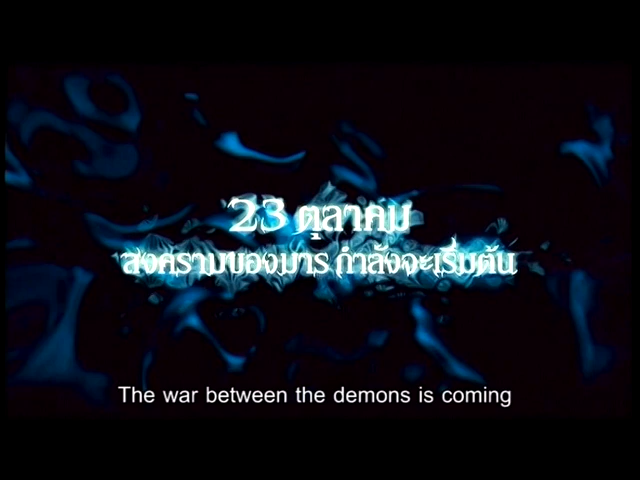 23 ตุลาคม
สงครามของมาร กำลังจะเริ่มต้น
The war between the demons is coming